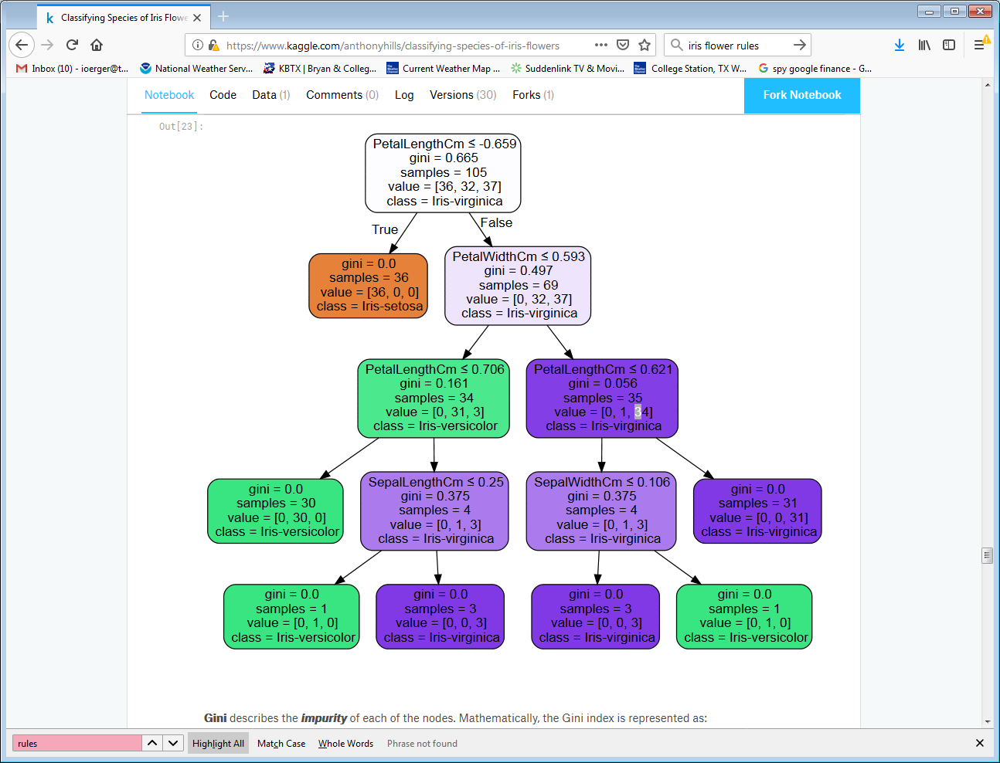 Classifying Species of Iris Flowe
https://www.kaggle.com/anthonyhills/classifying-species-of-iris-flowers
iris flower rules
Inbox (10) - ioerger@t... National Weather Serv... KBTX | Bryan & Colleg... Current Weather Map ... Suddenlink TV & Movi... College Station, TX W... spy google finance - G...
Notebook Code Data (1) Comments (0) Log Versions (30) Forks (1) Fork Notebook
Out[23]:
PetalLengthCm ≤ -0.659
gini = 0.665
samples = 105
value = [36, 32, 37]
class = Iris-virginica
True
False
gini = 0.0
samples = 36
value = [36, 0, 0]
class = Iris-setosa
PetalWidthCm ≤ 0.593
gini = 0.497
samples = 69
value = [0, 32, 37]
class = Iris-virginica
PetalLengthCm ≤ 0.706
gini = 0.161
samples = 34
value = [0, 31, 3]
class = Iris-versicolor
PetalLengthCm ≤ 0.621
gini = 0.056
samples = 35
value = [0, 1, 34]
class = Iris-virginica
gini = 0.0
samples = 30
value = [0, 30, 0]
class = Iris-versicolor
SepalLengthCm ≤ 0.25
gini = 0.375
samples = 4
value = [0, 1, 3]
class = Iris-virginica
SepalWidthCm ≤ 0.106
gini = 0.375
samples = 4
value = [0, 1, 3]
class = Iris-virginica
gini = 0.0
samples = 31
value = [0, 0, 31]
class = Iris-virginica
gini = 0.0
samples = 1
value = [0, 1, 0]
class = Iris-versicolor
gini = 0.0
samples = 3
value = [0, 0, 3]
class = Iris-virginica
gini = 0.0
samples = 3
value = [0, 0, 3]
class = Iris-virginica
gini = 0.0
samples = 1
value = [0, 1, 0]
class = Iris-versicolor
Gini describes the impurity of each of the nodes. Mathematically, the Gini index is represented as:
rules Highlight All Match Case Whole Words Phrase not found